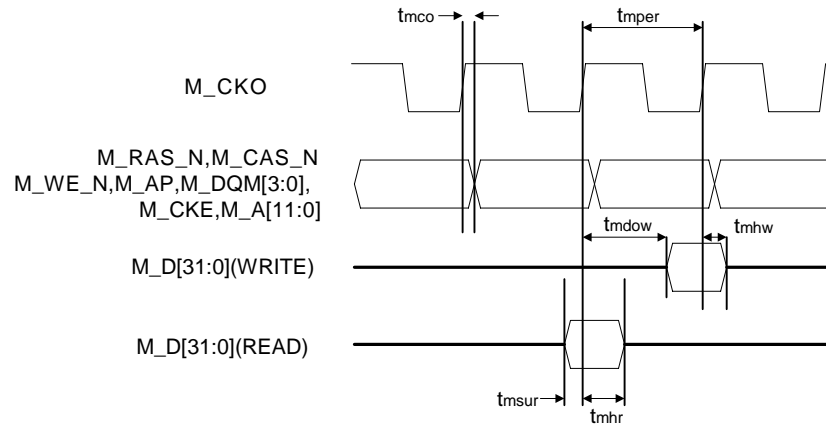 tmco
tmper
M_CKO
M_RAS_N,M_CAS_N
M_WE_N,M_AP,M_DQM[3:0],
M_CKE,M_A[11:0]
tmdow
tmhw
M_D[31:0](WRITE)
M_D[31:0](READ)
tmsur
tmhr